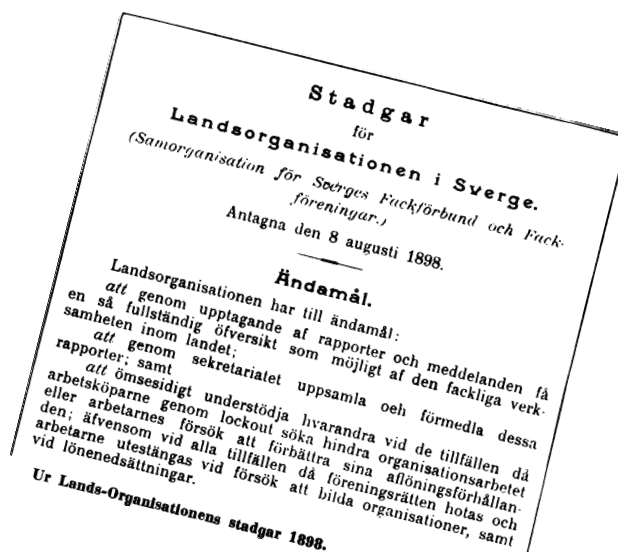 Stadgar
för
Landsorganisationen i Sverge.
(Samorganisation för Sverges Fackförbund och Fack-
föreningar.)
Antagna den 8 augusti 1898.
Ändamål.
Landsorganisationen har till ändamål:
att genom upptagande af rapporter och meddelanden få
en så fullständig öfversikt som möjligt af den fackliga verk-
samheten inom landet;
att genom sekretariatet uppsamla och förmedla dessa
rapporter; samt
att ömsesidigt understödja hvarandra vid de tillfällen då
arbetsköparne genom lockout söka hindra organisationsarbetet
eller arbetarnes försök att förbättra sina aflöningsförhållan-
den; äfvensom vid alla tillfällen då föreningsrätten hotas och
arbetarne utestängas vid försök att bilda organisationer, samt
vid lönenedsättningar.
Ur Lands-Organisationens stadgar 1898.